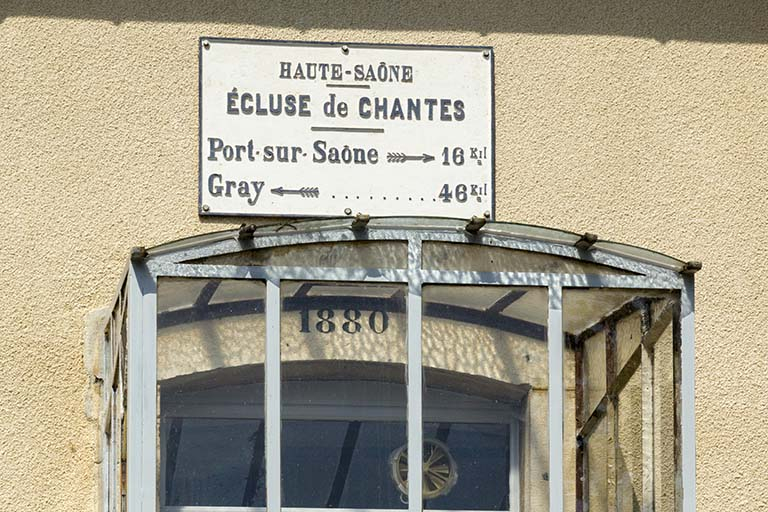 HAUTE-SAÔNE
ÉCLUSE de CHANTES
Port-sur-Saône → 16 Kil
Gray ← .......... 46 Kil
1880